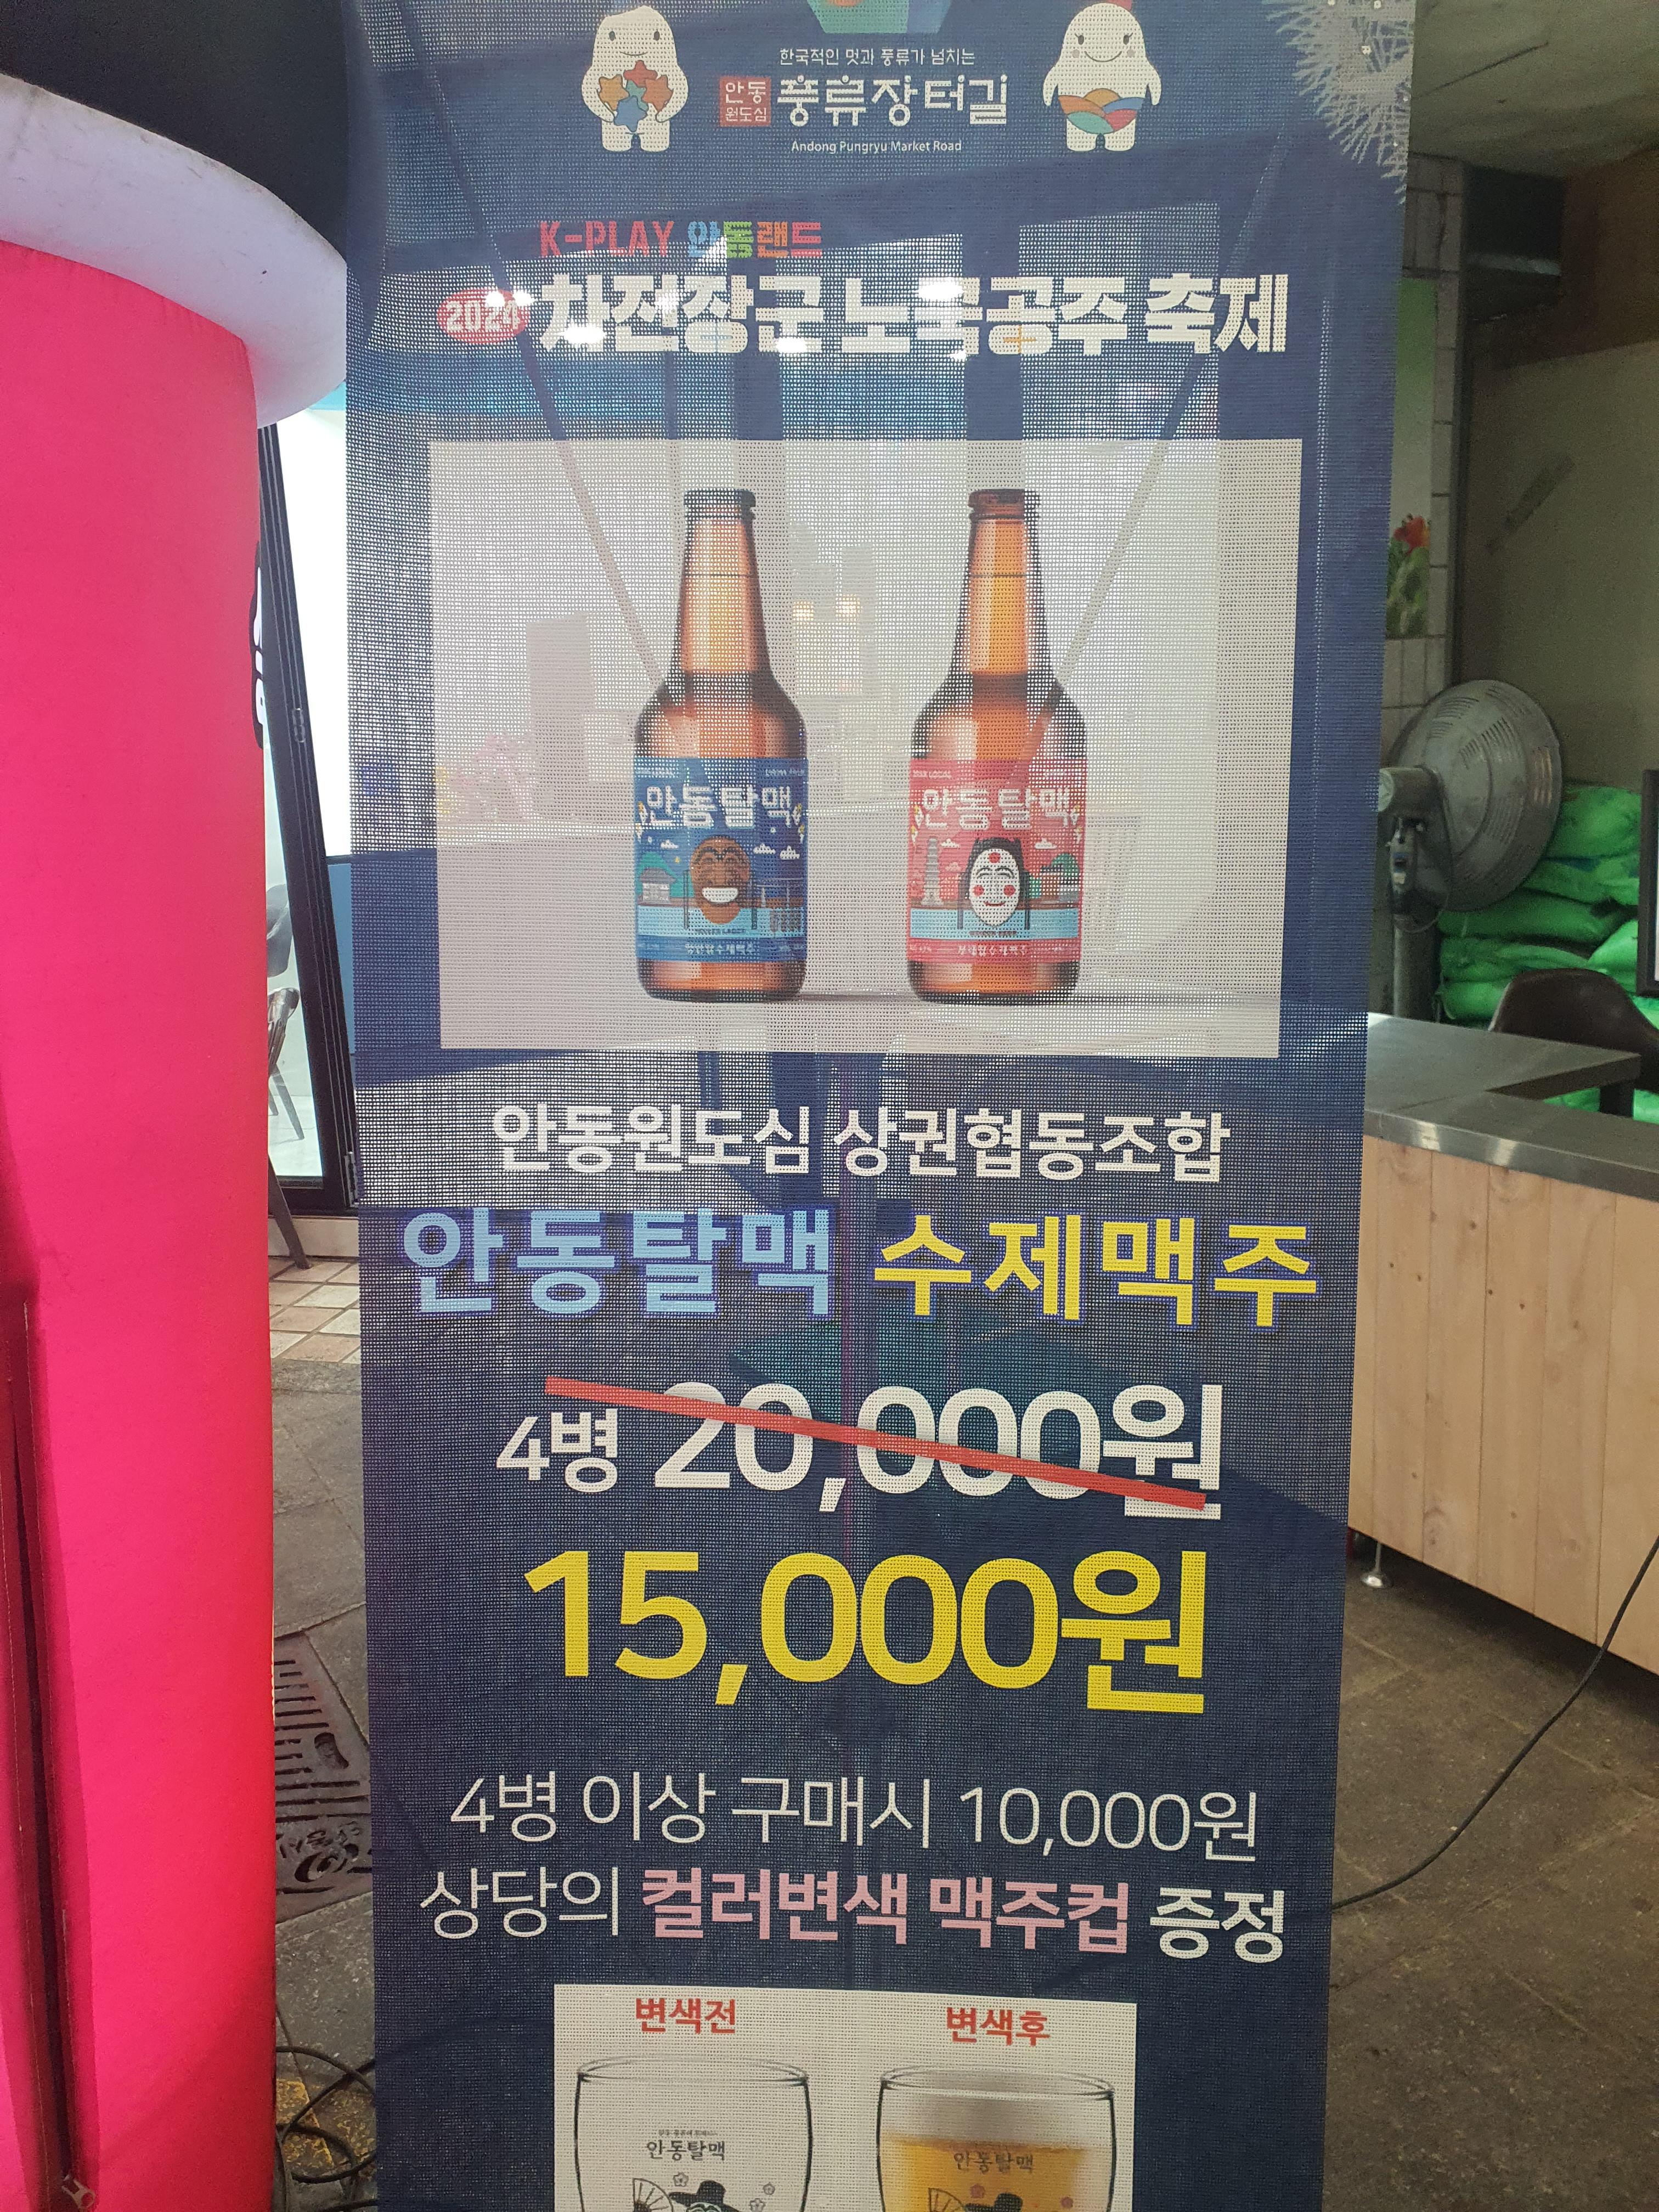 한국적인 멋과 풍류가 넘치는
안동
원도심
풍류장터길
Andong Pungryu Market Road
K-PLAY 안동랜드
2024 차전장군노국공주 축제
안동탈맥
안동탈맥
안동원도심 상권협동조합
안동탈맥 수제맥주
4병 20,000원
15,000원
4병 이상 구매시 10,000원
상당의 컬러변색 맥주컵 증정
변색전 변색후
안동탈맥
안동탈맥